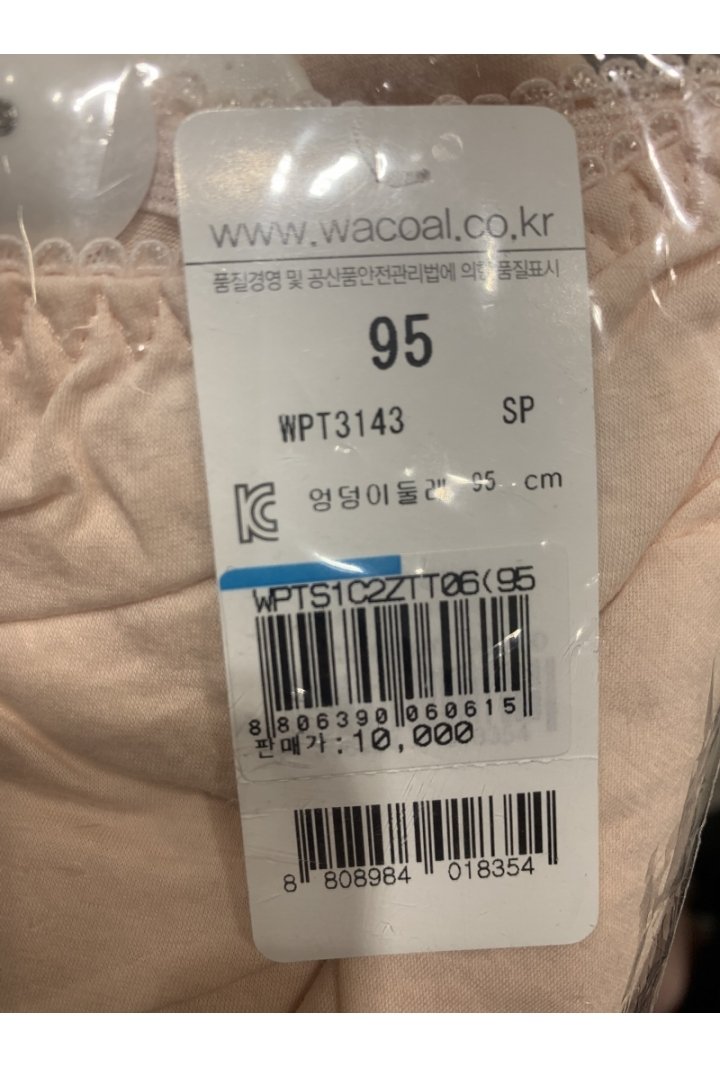 www.wacoal.co.kr
품질경영 및 공산품안전관리법에 의한 품질표시
95
WPT3143 SP
엉덩이둘레 95 cm
WPTS1C2ZTT06(95
8 806390 060615
판매가:10,000
8 808984 018354